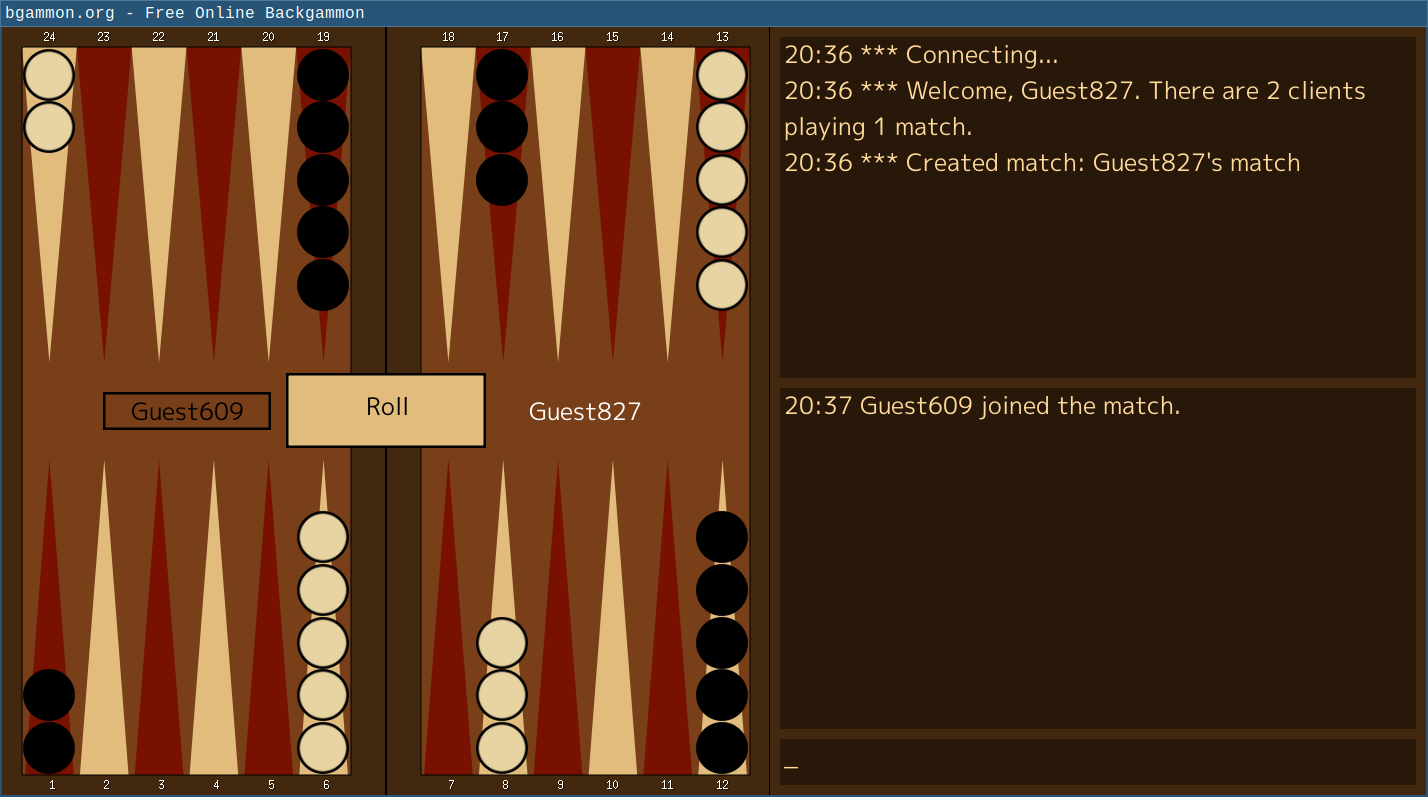 bgammon.org - Free Online Backgammon
24 23 22 21 20 19 18 17 16 15 14 13
Guest609 Roll Guest827
1 2 3 4 5 6 7 8 9 10 11 12
20:36 *** Connecting...
20:36 *** Welcome, Guest827. There are 2 clients
playing 1 match.
20:36 *** Created match: Guest827's match
20:37 Guest609 joined the match.
_